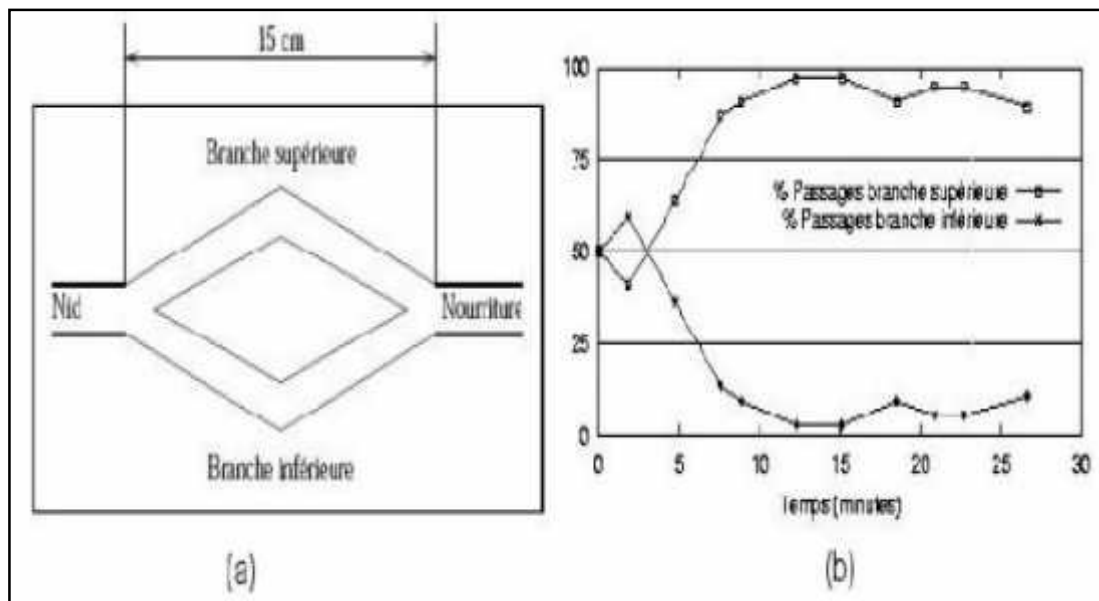 15 cm
Branche supérieure
Nid
Nourriture
Branche inférieure
(a)
100
75
50
25
0
% Passages branche supérieure
% Passages branche inférieure
0 5 10 15 20 25 30
Temps (minutes)
(b)